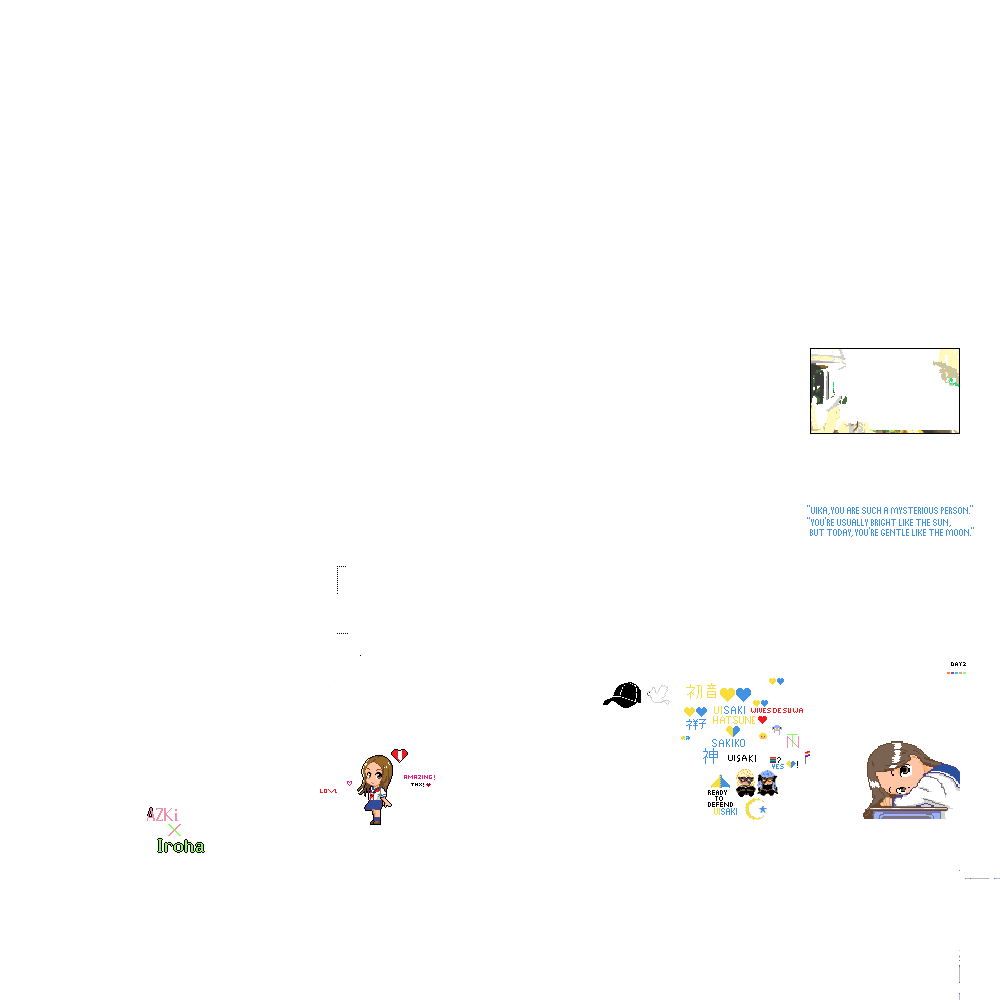 "UIKA, YOU ARE SUCH A MYSTERIOUS PERSON."
"YOU'RE USUALLY BRIGHT LIKE THE SUN,
BUT TODAY, YOU'RE GENTLE LIKE THE MOON."
DAY2
初音
UISAKI WIVES DESUWA
祥子 HATSUNE
SAKIKO
神 UISAKI ?
YES !
AMAZING!
THX!
READY
TO
DEFEND
UISAKI
AZKi
×
Iroha